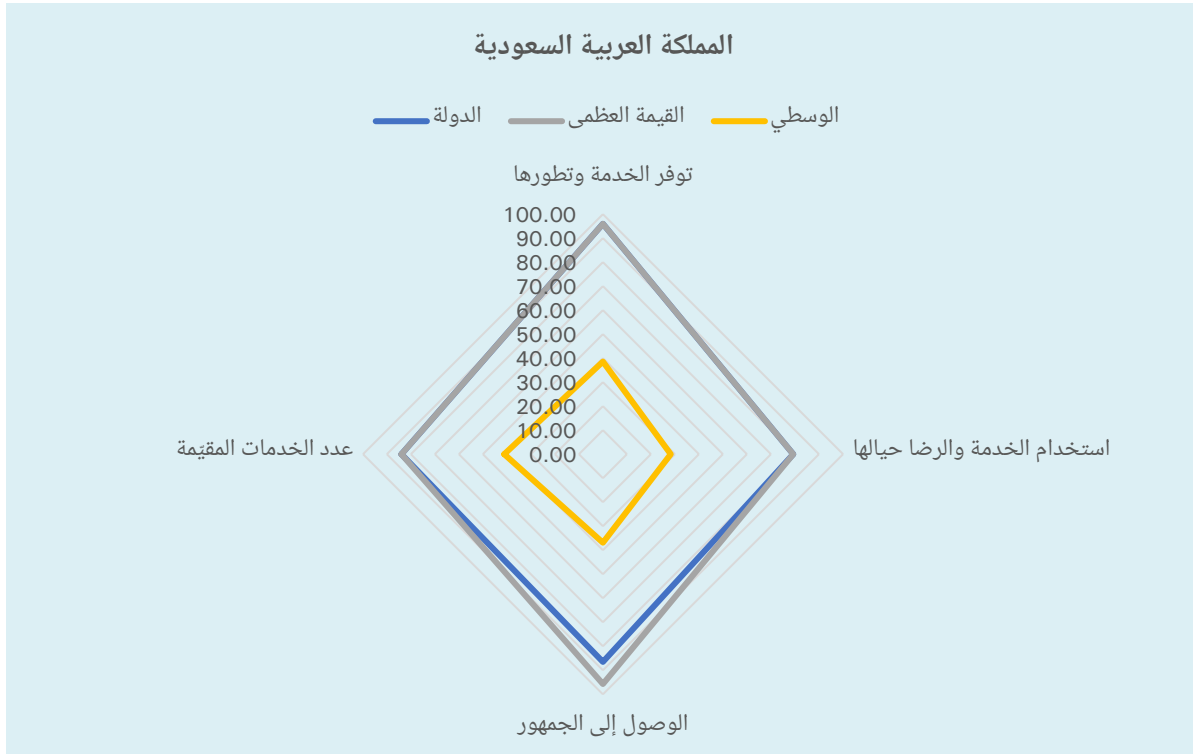 المملكة العربية السعودية
الوسطي القيمة العظمى الدولة
توفر الخدمة وتطورها
100.00
90.00
80.00
70.00
60.00
50.00
40.00
30.00
20.00
10.00
0.00
استخدام الخدمة والرضا حيالها
عدد الخدمات المقيّمة
الوصول إلى الجمهور